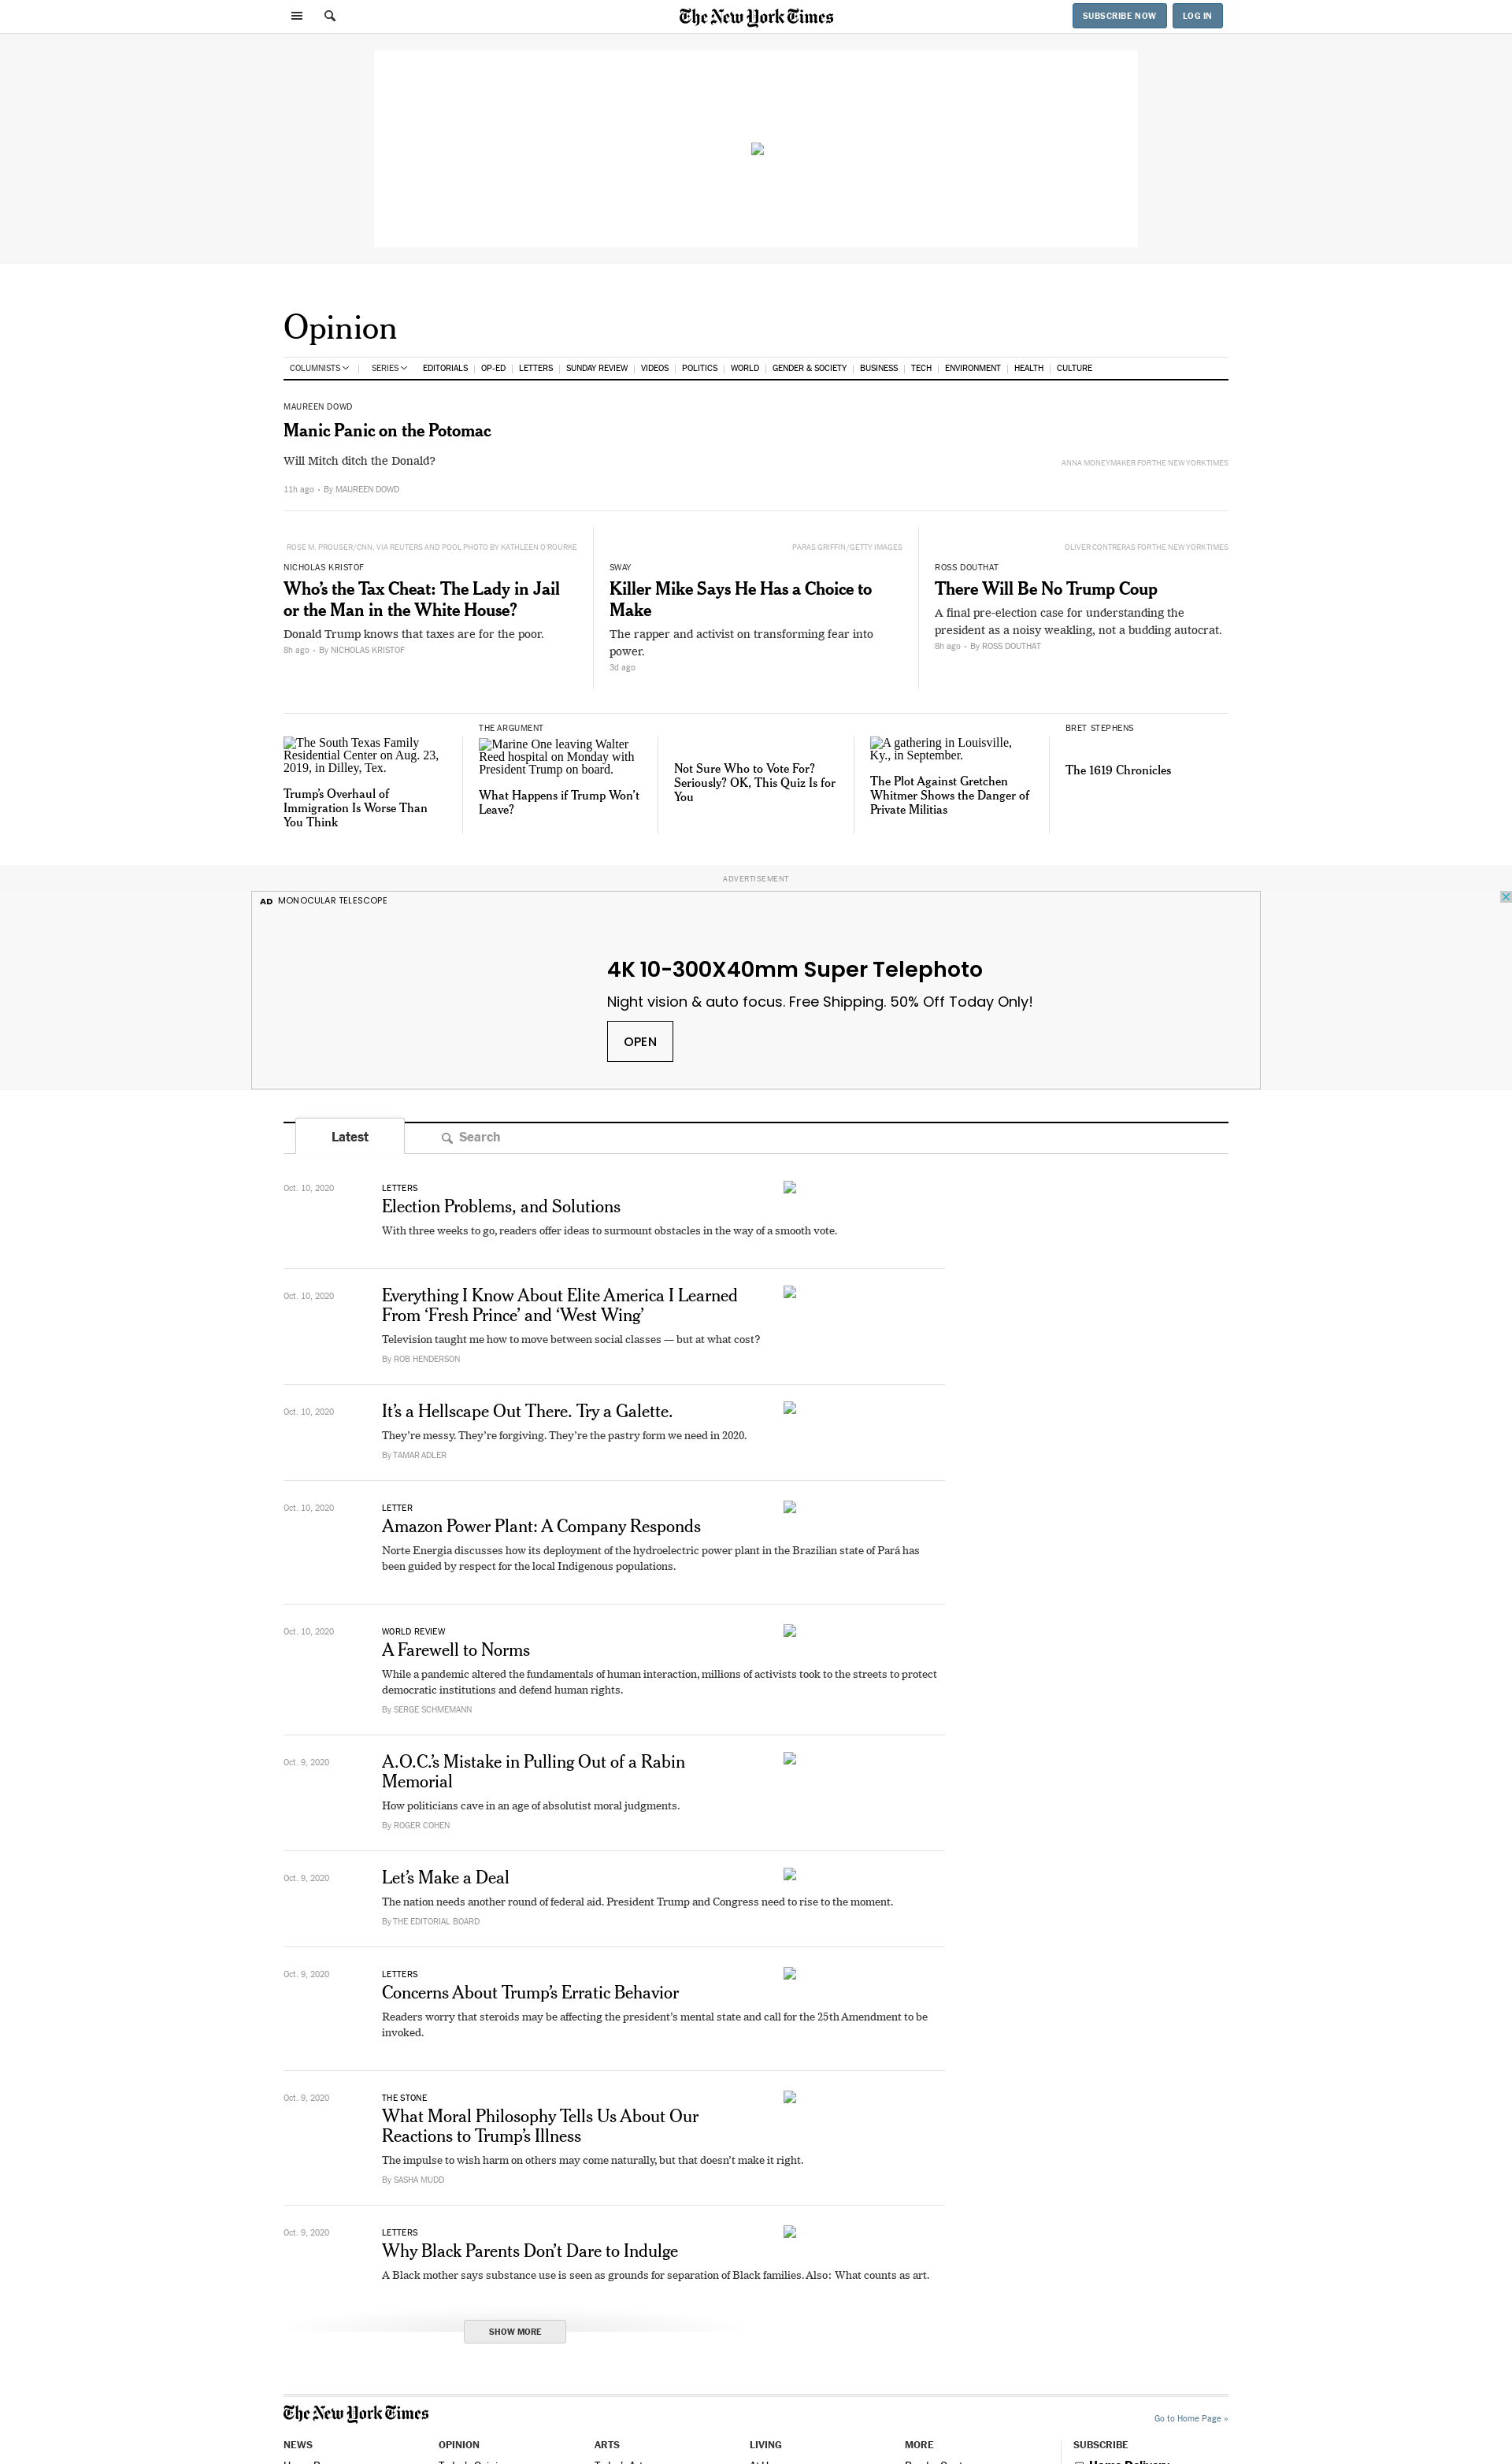 The New York Times
SUBSCRIBE NOW
LOG IN
Opinion
COLUMNISTS
SERIES
EDITORIALS
OP-ED
LETTERS
SUNDAY REVIEW
VIDEOS
POLITICS
WORLD
GENDER & SOCIETY
BUSINESS
TECH
ENVIRONMENT
HEALTH
CULTURE
MAUREEN DOWD
Manic Panic on the Potomac
Will Mitch ditch the Donald?
ANNA MONEYMAKER FOR THE NEW YORK TIMES
11h ago • By MAUREEN DOWD
ROSE M. PROUSER/CNN, VIA REUTERS AND POOL PHOTO BY KATHLEEN O'ROURKE
NICHOLAS KRISTOF
Who’s the Tax Cheat: The Lady in Jail
or the Man in the White House?
Donald Trump knows that taxes are for the poor.
8h ago • By NICHOLAS KRISTOF
PARAS GRIFFIN/GETTY IMAGES
SWAY
Killer Mike Says He Has a Choice to
Make
The rapper and activist on transforming fear into
power.
3d ago
OLIVER CONTRERAS FOR THE NEW YORK TIMES
ROSS DOUTHAT
There Will Be No Trump Coup
A final pre-election case for understanding the
president as a noisy weakling, not a budding autocrat.
8h ago • By ROSS DOUTHAT
The South Texas Family
Residential Center on Aug. 23,
2019, in Dilley, Tex.
Trump’s Overhaul of
Immigration Is Worse Than
You Think
THE ARGUMENT
Marine One leaving Walter
Reed hospital on Monday with
President Trump on board.
What Happens if Trump Won’t
Leave?
Not Sure Who to Vote For?
Seriously? OK, This Quiz Is for
You
A gathering in Louisville,
Ky., in September.
The Plot Against Gretchen
Whitmer Shows the Danger of
Private Militias
BRET STEPHENS
The 1619 Chronicles
ADVERTISEMENT
AD MONOCULAR TELESCOPE
4K 10-300X40mm Super Telephoto
Night vision & auto focus. Free Shipping. 50% Off Today Only!
OPEN
Latest
Search
Oct. 10, 2020
LETTERS
Election Problems, and Solutions
With three weeks to go, readers offer ideas to surmount obstacles in the way of a smooth vote.
Oct. 10, 2020
Everything I Know About Elite America I Learned
From ‘Fresh Prince’ and ‘West Wing’
Television taught me how to move between social classes — but at what cost?
By ROB HENDERSON
Oct. 10, 2020
It’s a Hellscape Out There. Try a Galette.
They’re messy. They’re forgiving. They’re the pastry form we need in 2020.
By TAMAR ADLER
Oct. 10, 2020
LETTER
Amazon Power Plant: A Company Responds
Norte Energia discusses how its deployment of the hydroelectric power plant in the Brazilian state of Pará has
been guided by respect for the local Indigenous populations.
Oct. 10, 2020
WORLD REVIEW
A Farewell to Norms
While a pandemic altered the fundamentals of human interaction, millions of activists took to the streets to protect
democratic institutions and defend human rights.
By SERGE SCHMEMANN
Oct. 9, 2020
A.O.C.’s Mistake in Pulling Out of a Rabin
Memorial
How politicians cave in an age of absolutist moral judgments.
By ROGER COHEN
Oct. 9, 2020
Let’s Make a Deal
The nation needs another round of federal aid. President Trump and Congress need to rise to the moment.
By THE EDITORIAL BOARD
Oct. 9, 2020
LETTERS
Concerns About Trump’s Erratic Behavior
Readers worry that steroids may be affecting the president’s mental state and call for the 25th Amendment to be
invoked.
Oct. 9, 2020
THE STONE
What Moral Philosophy Tells Us About Our
Reactions to Trump’s Illness
The impulse to wish harm on others may come naturally, but that doesn’t make it right.
By SASHA MUDD
Oct. 9, 2020
LETTERS
Why Black Parents Don’t Dare to Indulge
A Black mother says substance use is seen as grounds for separation of Black families. Also: What counts as art.
SHOW MORE
The New York Times
Go to Home Page »
NEWS
OPINION
ARTS
LIVING
MORE
SUBSCRIBE